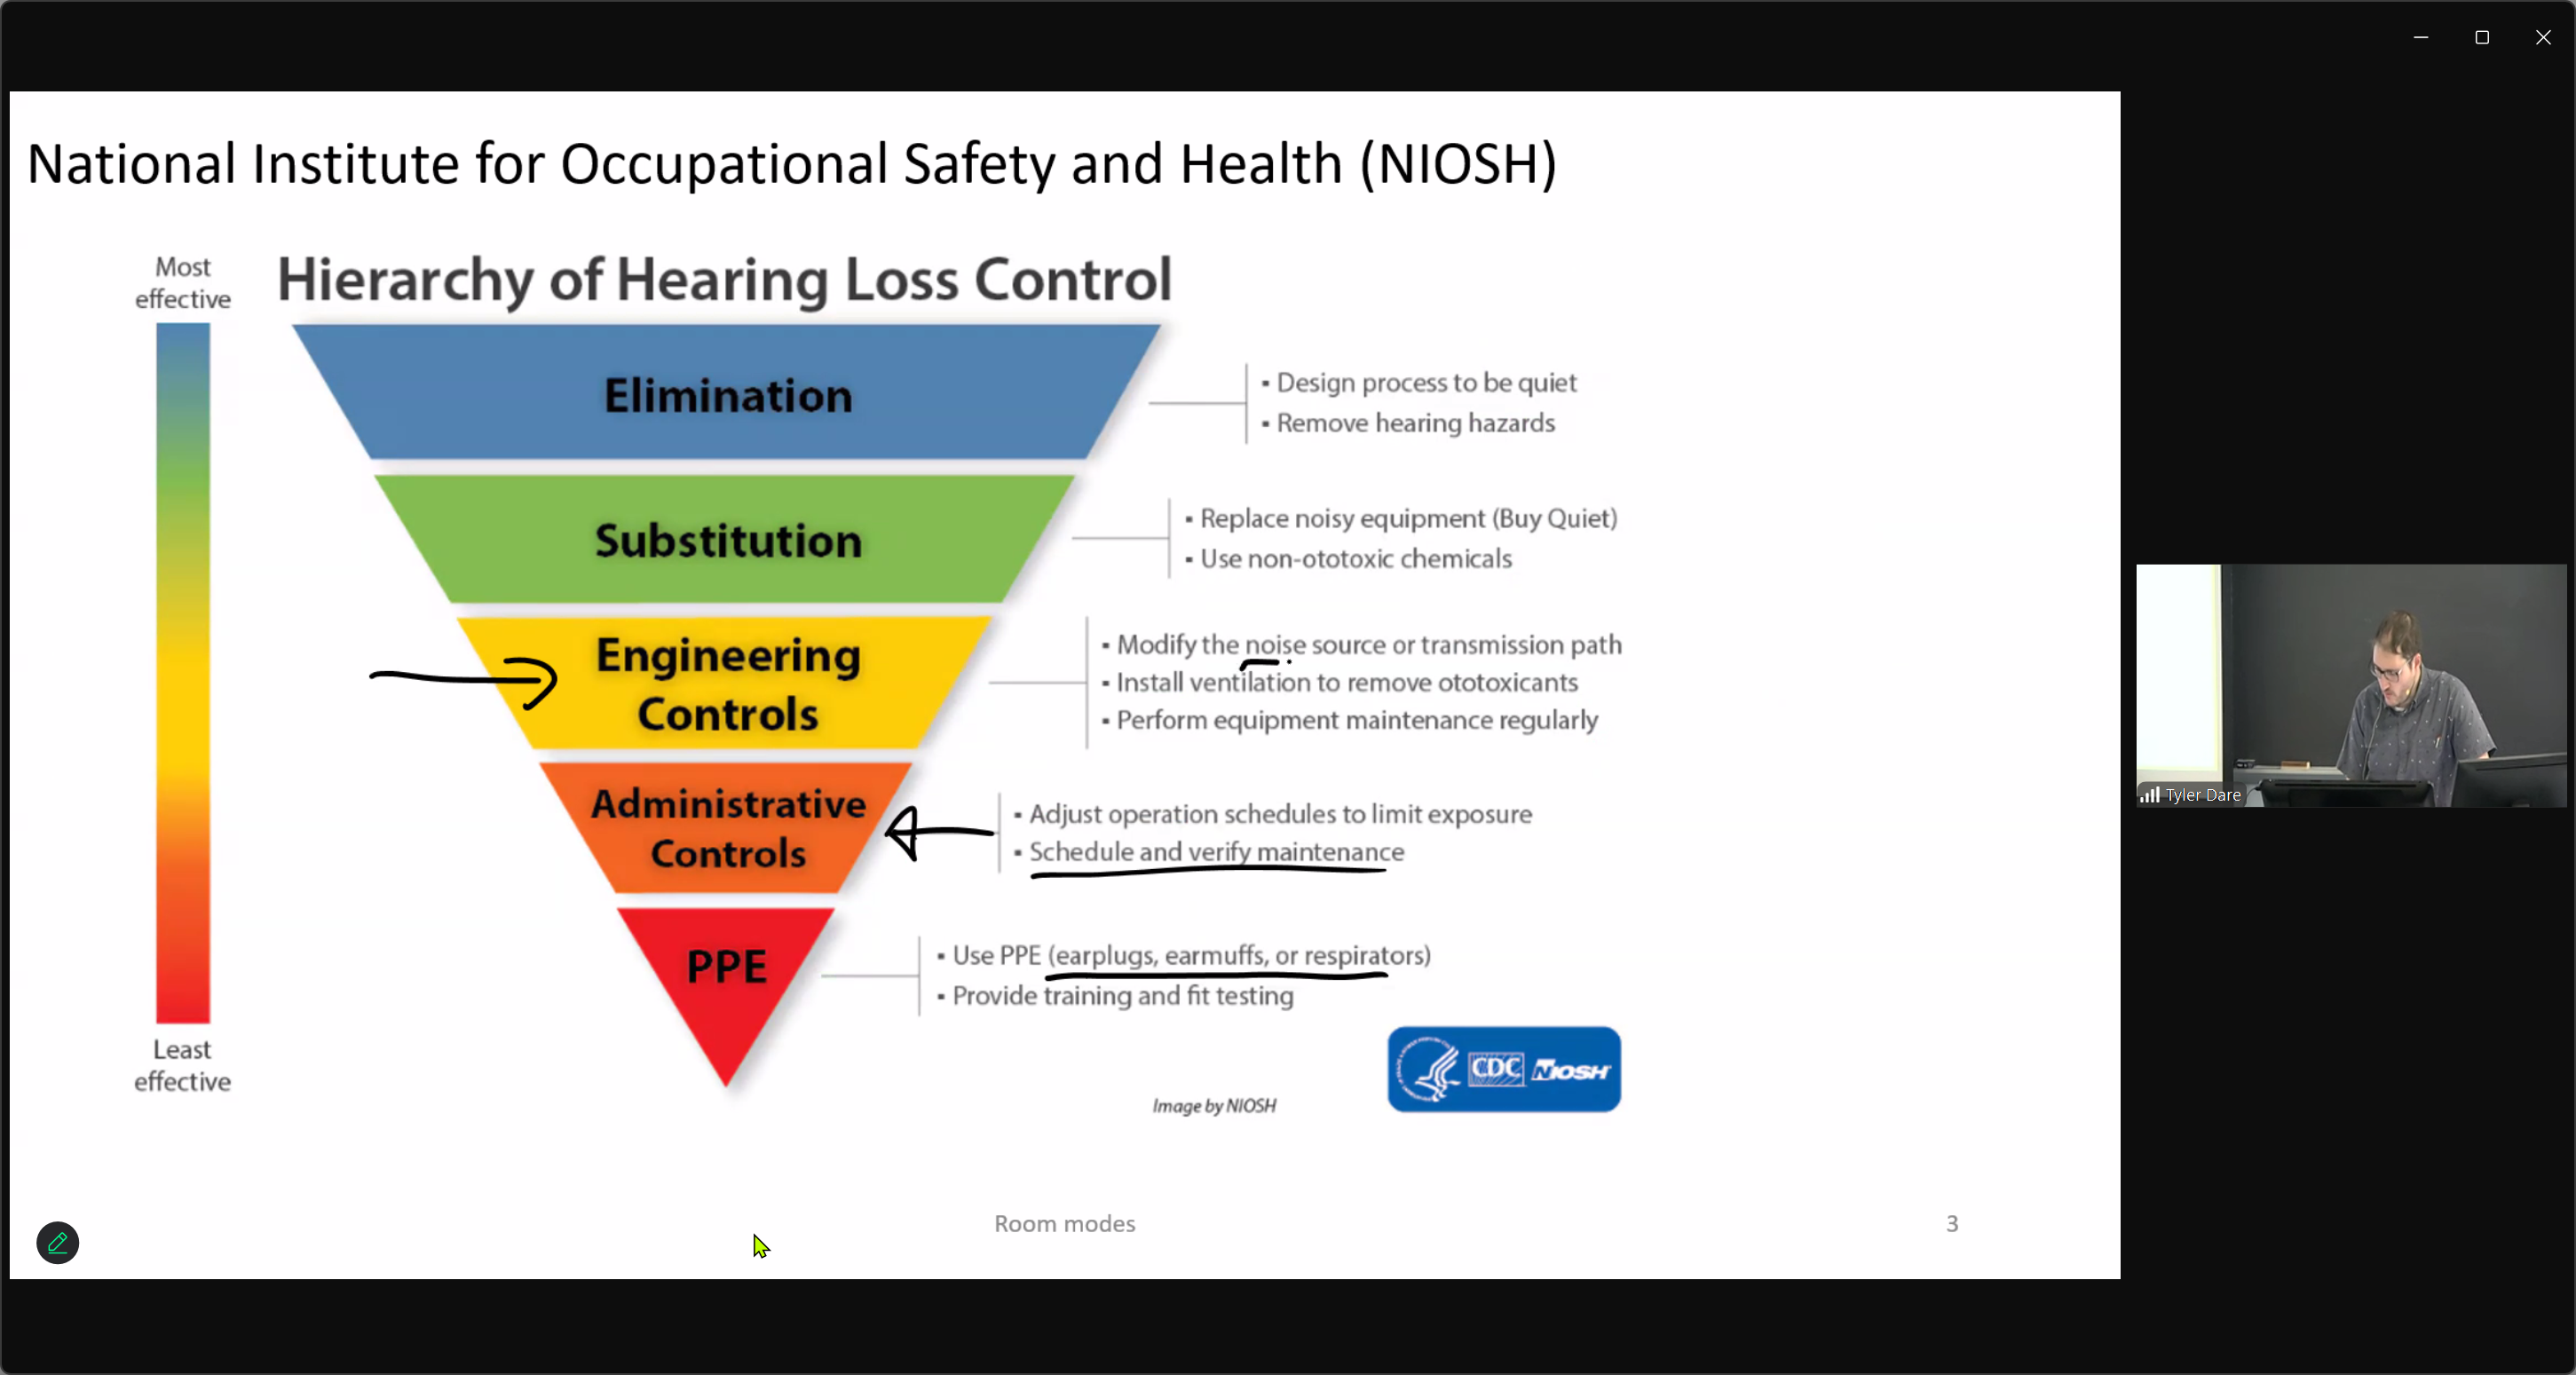 National Institute for Occupational Safety and Health (NIOSH)
Most
effective
Hierarchy of Hearing Loss Control
Elimination
▪ Design process to be quiet
▪ Remove hearing hazards
Substitution
▪ Replace noisy equipment (Buy Quiet)
▪ Use non-ototoxic chemicals
Engineering
Controls
▪ Modify the noise source or transmission path
▪ Install ventilation to remove ototoxicants
▪ Perform equipment maintenance regularly
Administrative
Controls
▪ Adjust operation schedules to limit exposure
▪ Schedule and verify maintenance
PPE
▪ Use PPE (earplugs, earmuffs, or respirators)
▪ Provide training and fit testing
Least
effective
CDC NIOSH
Image by NIOSH
Room modes
3
Tyler Dare